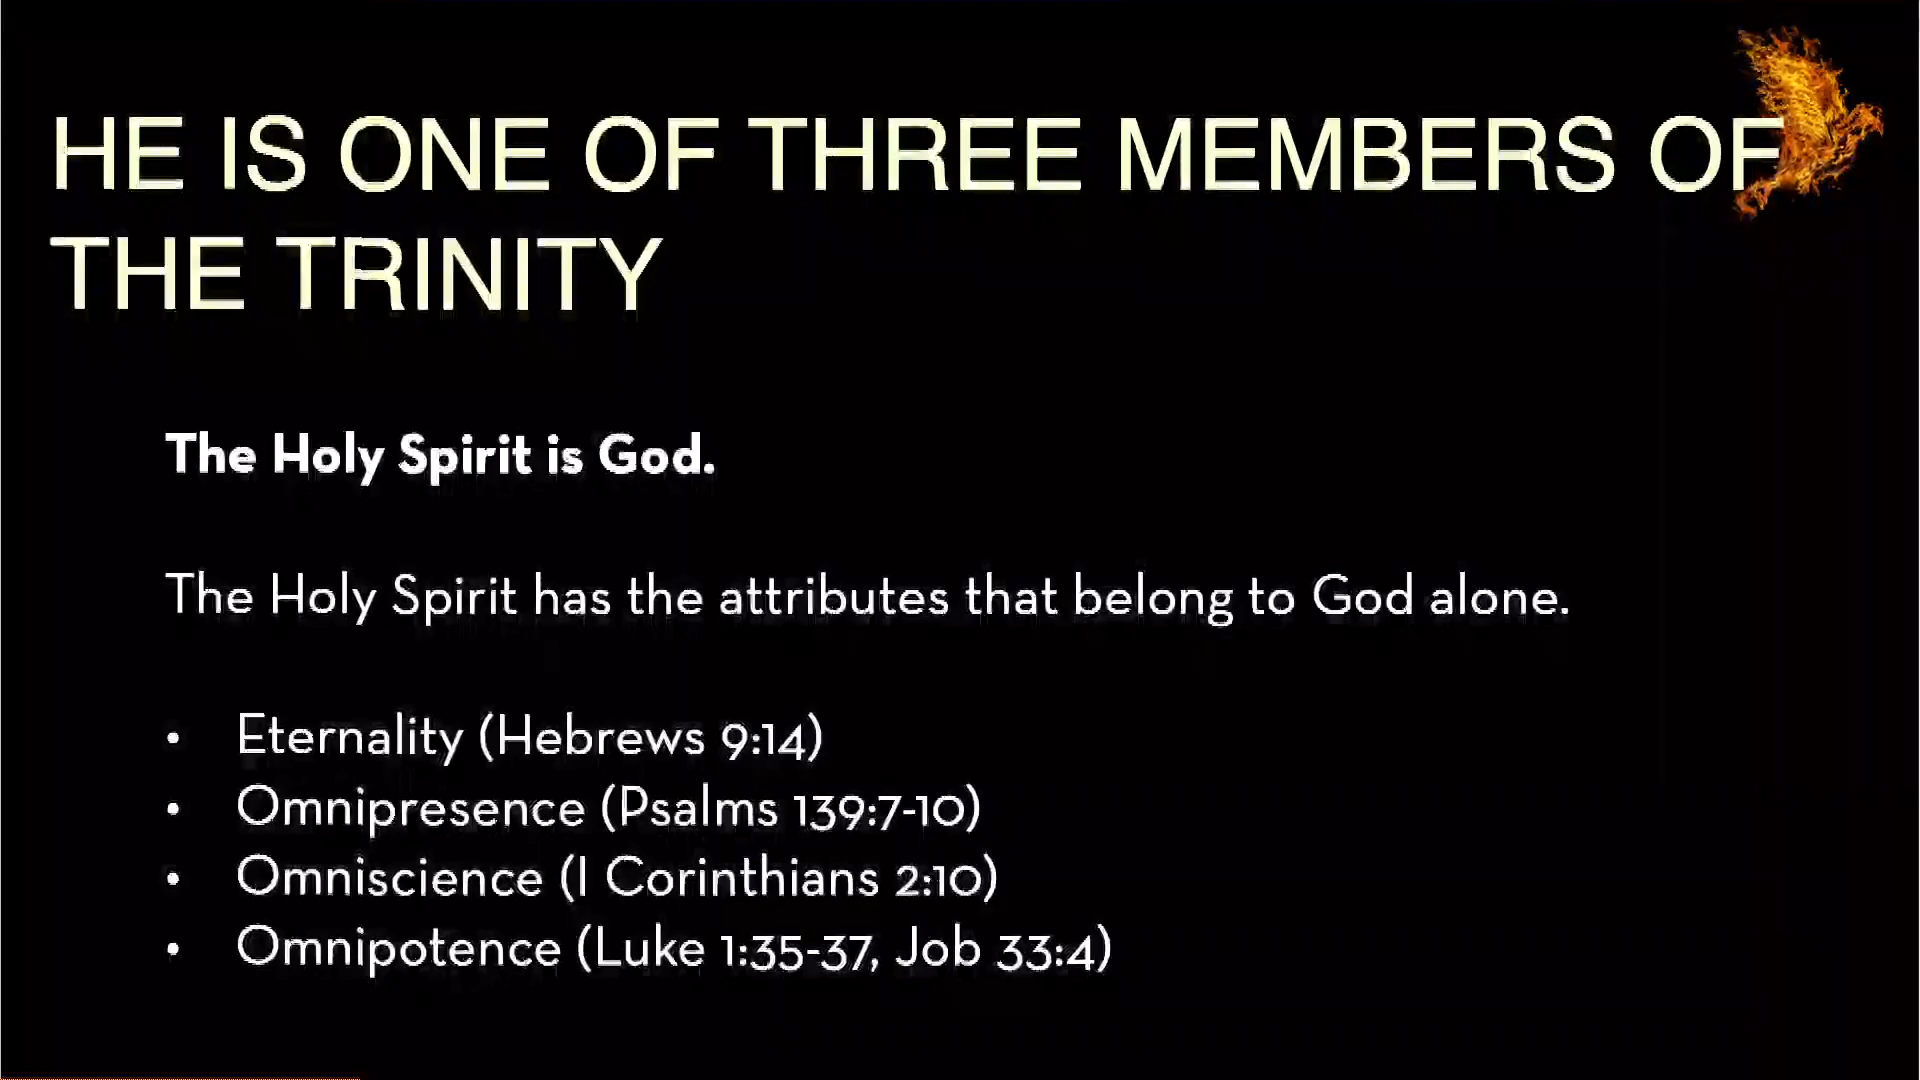 HE IS ONE OF THREE MEMBERS OF
THE TRINITY
The Holy Spirit is God.
The Holy Spirit has the attributes that belong to God alone.
• Eternality (Hebrews 9:14)
• Omnipresence (Psalms 139:7-10)
• Omniscience (I Corinthians 2:10)
• Omnipotence (Luke 1:35-37, Job 33:4)